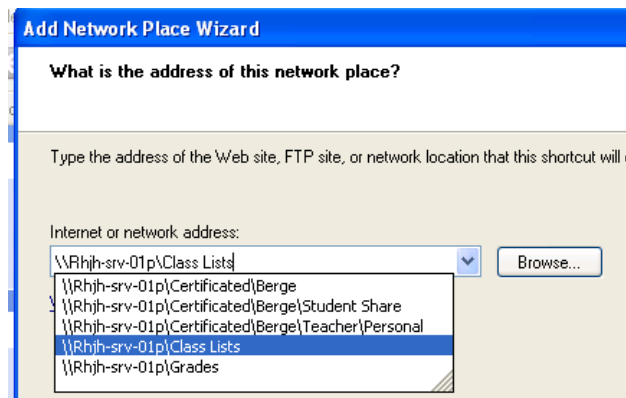 Add Network Place Wizard
What is the address of this network place?
Type the address of the Web site, FTP site, or network location that this shortcut will
Internet or network address:
\\Rhjh-srv-01p\Class Lists
Browse...
\\Rhjh-srv-01p\Certificated\Berge
\\Rhjh-srv-01p\Certificated\Berge\Student Share
\\Rhjh-srv-01p\Certificated\Berge\Teacher\Personal
\\Rhjh-srv-01p\Class Lists
\\Rhjh-srv-01p\Grades